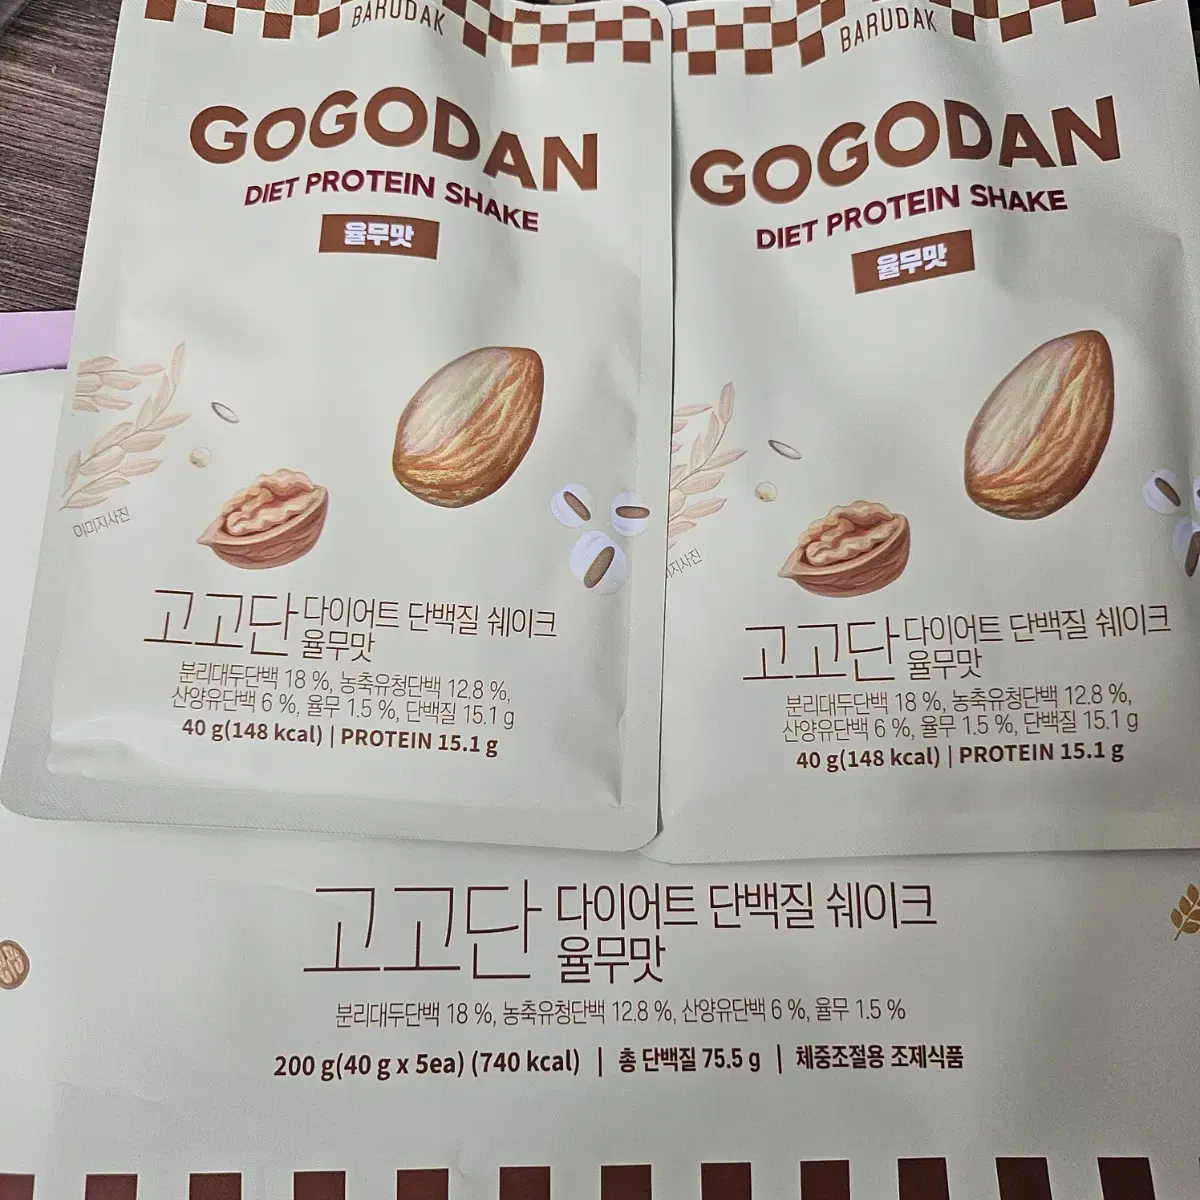 BARUDAK
GOGODAN
DIET PROTEIN SHAKE
율무맛
이미지사진
고고단 다이어트 단백질 쉐이크
율무맛
분리대두단백 18 %, 농축유청단백 12.8 %,
산양유단백 6 %, 율무 1.5 %, 단백질 15.1 g
40 g(148 kcal) | PROTEIN 15.1 g
BARUDAK
GOGODAN
DIET PROTEIN SHAKE
율무맛
미지사진
고고단 다이어트 단백질 쉐이크
율무맛
분리대두단백 18 %, 농축유청단백 12.8 %,
산양유단백 6 %, 율무 1.5 %, 단백질 15.1 g
40 g(148 kcal) | PROTEIN 15.1 g
고고단 다이어트 단백질 쉐이크
율무맛
분리대두단백 18 %, 농축유청단백 12.8 %, 산양유단백 6 %, 율무 1.5 %
200 g(40 g x 5ea) (740 kcal) | 총 단백질 75.5 g | 체중조절용 조제식품